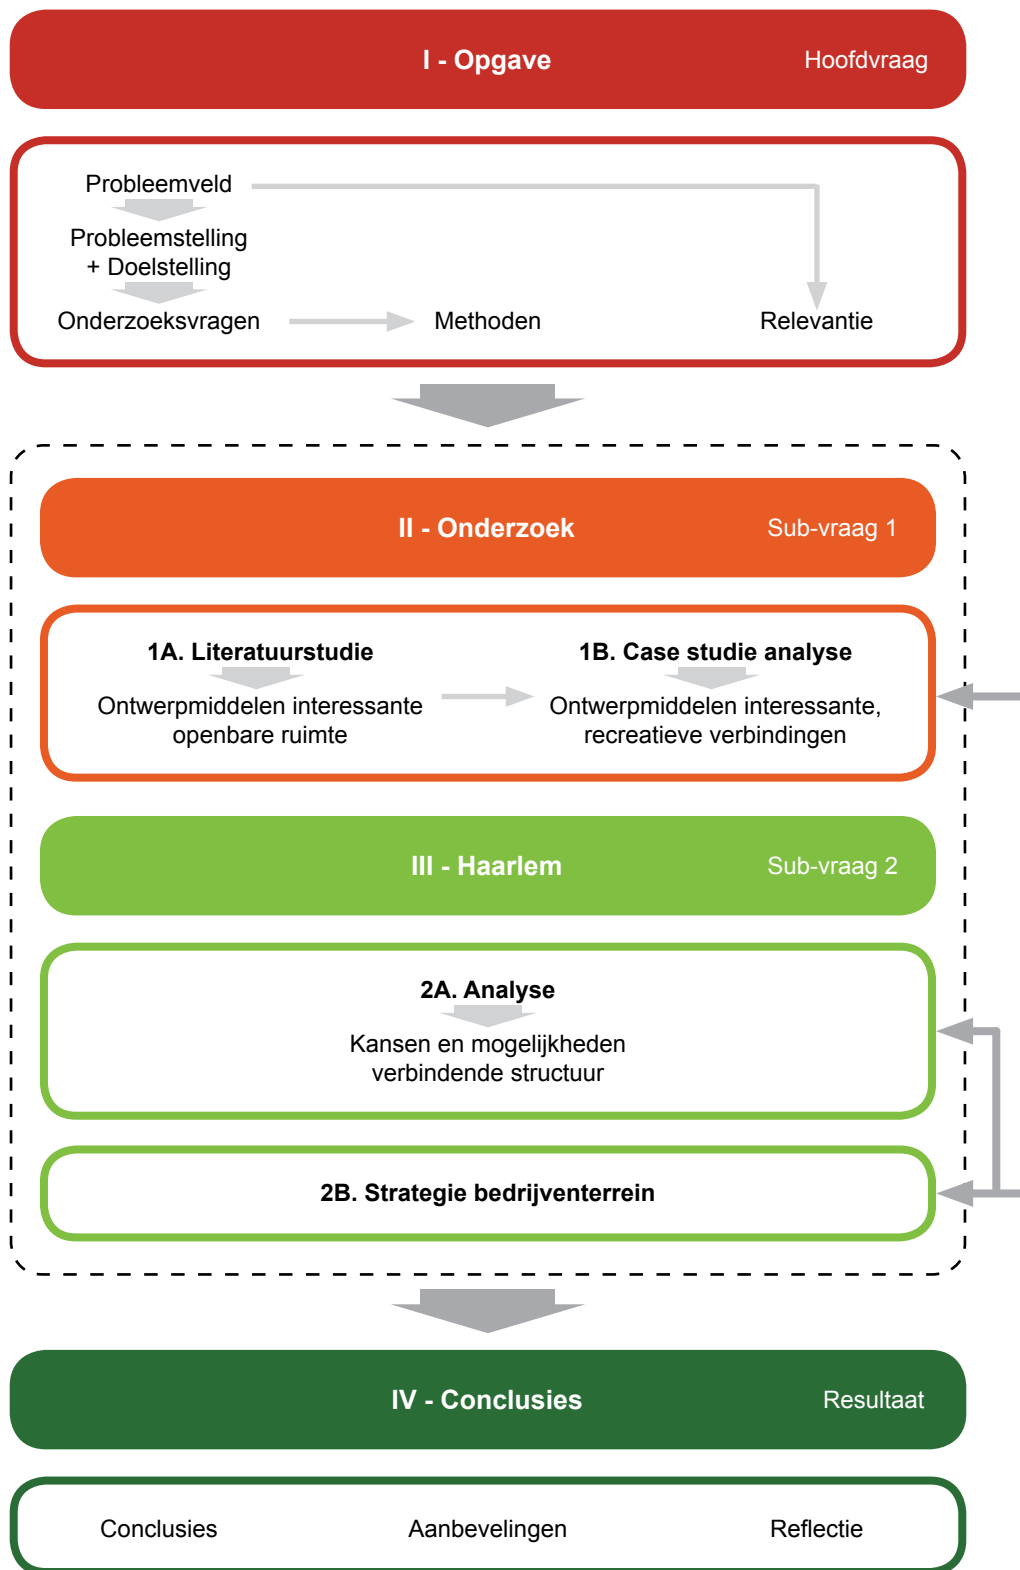 I - Opgave
Hoofdvraag
Probleemveld
Probleemstelling
+ Doelstelling
Onderzoeksvragen
Methoden
Relevantie
II - Onderzoek
Sub-vraag 1
1A. Literatuurstudie
Ontwerpmiddelen interessante
openbare ruimte
1B. Case studie analyse
Ontwerpmiddelen interessante,
recreatieve verbindingen
III - Haarlem
Sub-vraag 2
2A. Analyse
Kansen en mogelijkheden
verbindende structuur
2B. Strategie bedrijventerrein
IV - Conclusies
Resultaat
Conclusies
Aanbevelingen
Reflectie